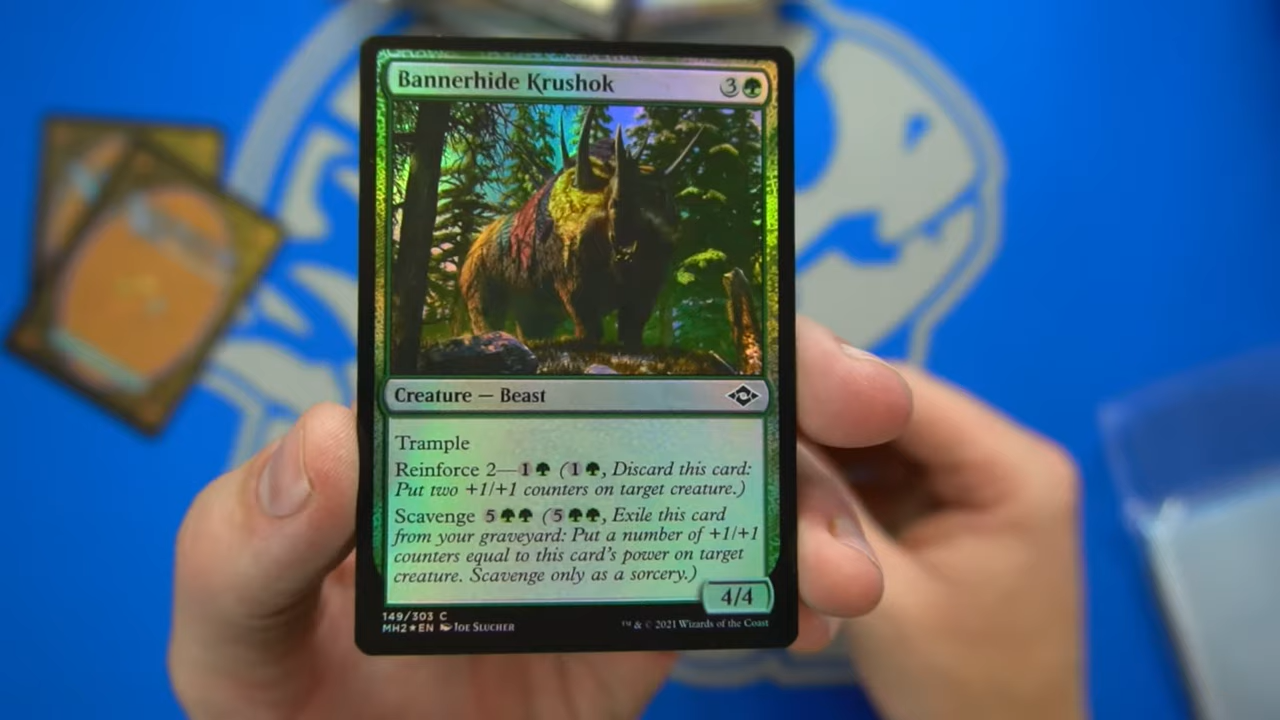 Bannerhide Krushok 3
Creature — Beast
Trample
Reinforce 2—1 (1, Discard this card:
Put two +1/+1 counters on target creature.)
Scavenge 5 (5, Exile this card
from your graveyard: Put a number of +1/+1
counters equal to this card's power on target
creature. Scavenge only as a sorcery.)
4/4
149/303 C
MH2★EN Joe Slucher
™ & © 2021 Wizards of the Coast